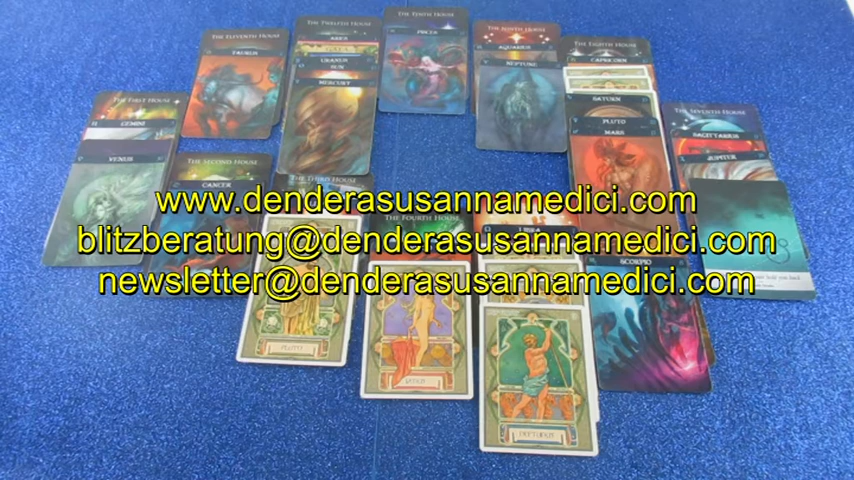 THE TENTH HOUSE
PISCES
THE TWELFTH HOUSE
ARIES
URANUS
SUN
MERCURY
THE ELEVENTH HOUSE
TAURUS
THE NINTH HOUSE
AQUARIUS
NEPTUNE
THE EIGHTH HOUSE
CAPRICORN
SATURN
PLUTO
MARS
THE FIRST HOUSE
GEMINI
VENUS
THE SEVENTH HOUSE
SAGITTARIUS
JUPITER
THE SECOND HOUSE
CANCER
THE THIRD HOUSE
www.denderasusannamedici.com
THE FOURTH HOUSE
LIBRA
blitzberatung@denderasusannamedici.com
SCORPIO
newsletter@denderasusannamedici.com
PLUTO
VENUS
NEPTUNE